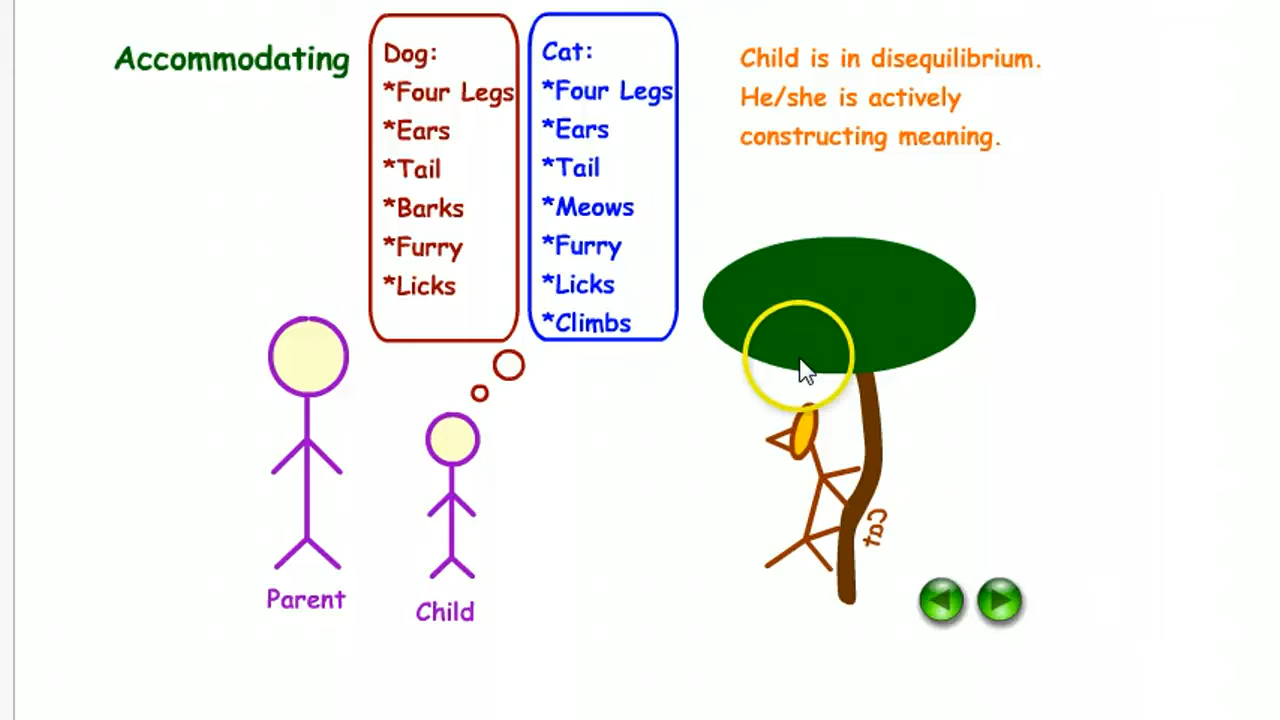 Accommodating
Dog:
*Four Legs
*Ears
*Tail
*Barks
*Furry
*Licks
Cat:
*Four Legs
*Ears
*Tail
*Meows
*Furry
*Licks
*Climbs
Child is in disequilibrium.
He/she is actively
constructing meaning.
Parent
Child
Cat